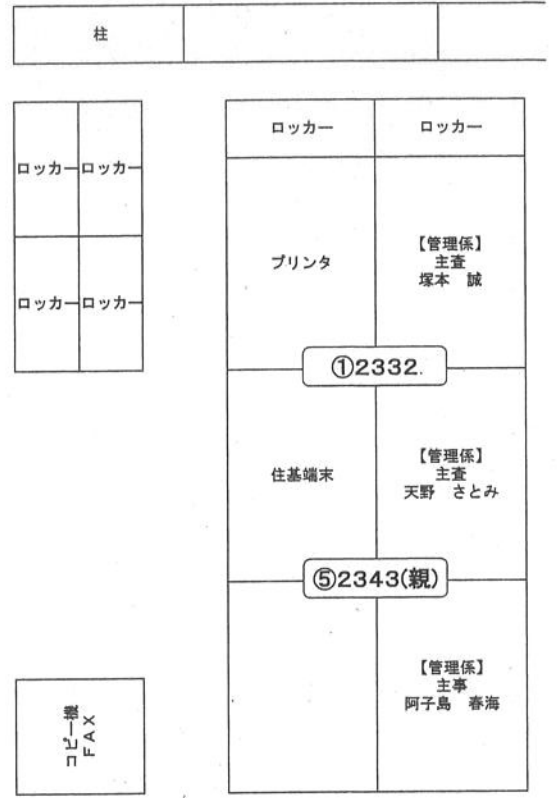 柱
ロッカー ロッカー
ロッカー ロッカー
プリンタ
【管理係】
主査
塚本　誠
ロッカー ロッカー
①2332
住基端末
【管理係】
主査
天野　さとみ
⑤2343(親)
【管理係】
主事
阿子島　春海
コピー機
FAX